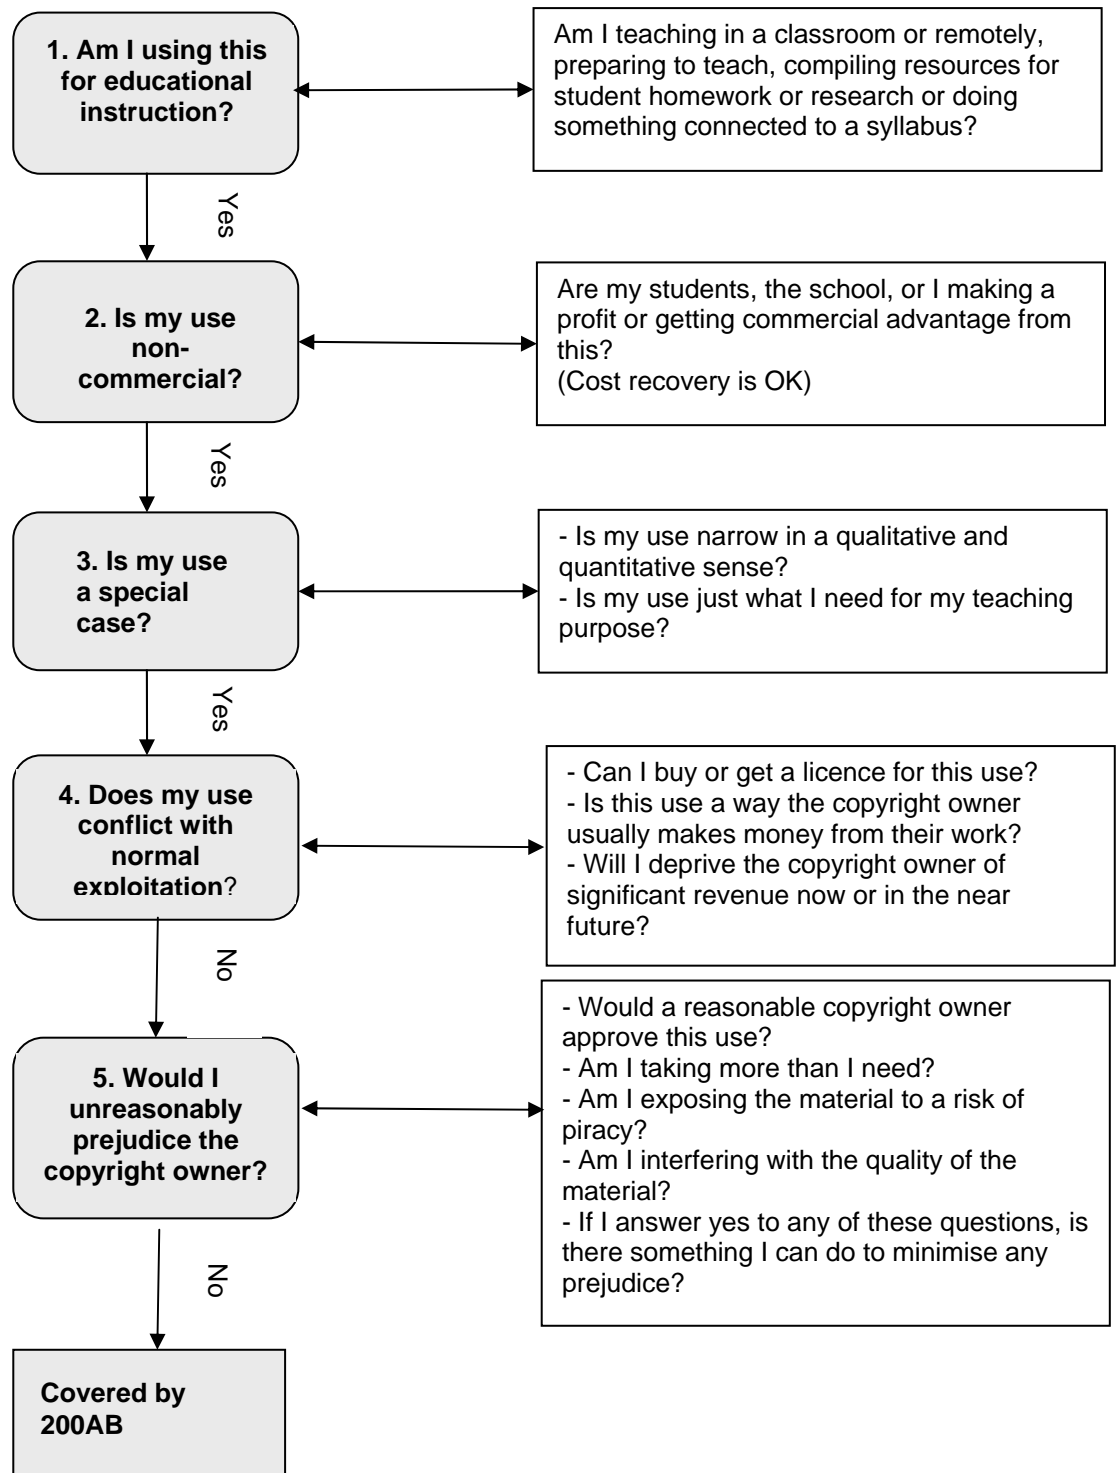 1. Am I using this
for educational
instruction?
Am I teaching in a classroom or remotely,
preparing to teach, compiling resources for
student homework or research or doing
something connected to a syllabus?
Yes
2. Is my use
non-
commercial?
Are my students, the school, or I making a
profit or getting commercial advantage from
this?
(Cost recovery is OK)
Yes
3. Is my use
a special
case?
- Is my use narrow in a qualitative and
quantitative sense?
- Is my use just what I need for my teaching
purpose?
Yes
4. Does my use
conflict with
normal
exploitation?
- Can I buy or get a licence for this use?
- Is this use a way the copyright owner
usually makes money from their work?
- Will I deprive the copyright owner of
significant revenue now or in the near
future?
No
5. Would I
unreasonably
prejudice the
copyright owner?
- Would a reasonable copyright owner
approve this use?
- Am I taking more than I need?
- Am I exposing the material to a risk of
piracy?
- Am I interfering with the quality of the
material?
- If I answer yes to any of these questions, is
there something I can do to minimise any
prejudice?
No
Covered by
200AB